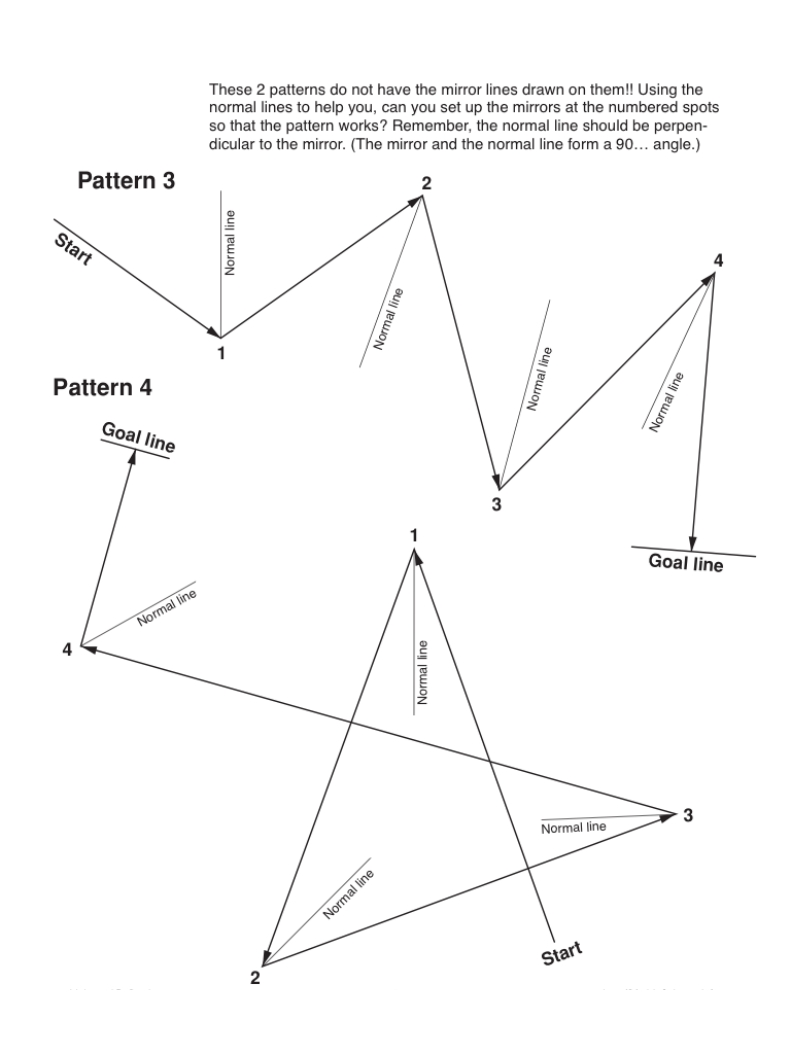 These 2 patterns do not have the mirror lines drawn on them!! Using the
normal lines to help you, can you set up the mirrors at the numbered spots
so that the pattern works? Remember, the normal line should be perpen-
dicular to the mirror. (The mirror and the normal line form a 90… angle.)
Pattern 3
Start
Normal line
1
2
Normal line
Normal line
3
4
Normal line
Goal line
Pattern 4
Goal line
Normal line
4
1
Normal line
Normal line
3
Normal line
2
Start